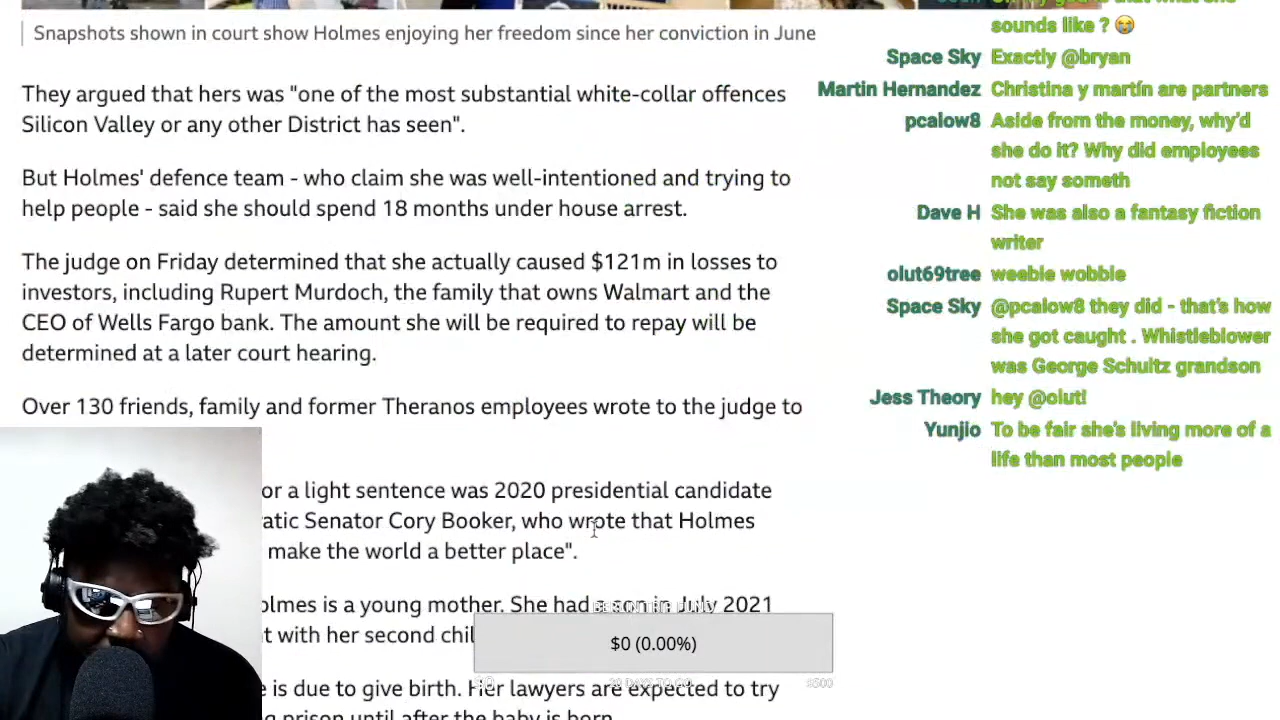 Snapshots shown in court show Holmes enjoying her freedom since her conviction in June
They argued that hers was "one of the most substantial white-collar offences
Silicon Valley or any other District has seen".
But Holmes' defence team - who claim she was well-intentioned and trying to
help people - said she should spend 18 months under house arrest.
The judge on Friday determined that she actually caused $121m in losses to
investors, including Rupert Murdoch, the family that owns Walmart and the
CEO of Wells Fargo bank. The amount she will be required to repay will be
determined at a later court hearing.
Over 130 friends, family and former Theranos employees wrote to the judge to
or a light sentence was 2020 presidential candidate
atic Senator Cory Booker, who wrote that Holmes
make the world a better place".
olmes is a young mother. She had a son in July 2021
t with her second chil
e is due to give birth. Her lawyers are expected to try
g prison until after the baby is born.
$0 (0.00%)
$0 20 DAYS TO GO $500
sounds like ? 😭
Space Sky Exactly @bryan
Martin Hernandez Christina y martín are partners
pcalow8 Aside from the money, why'd
she do it? Why did employees
not say someth
Dave H She was also a fantasy fiction
writer
olut69tree weebie wobble
Space Sky @pcalow8 they did - that's how
she got caught . Whistleblower
was George Schultz grandson
Jess Theory hey @olut!
Yunjio To be fair she's living more of a
life than most people